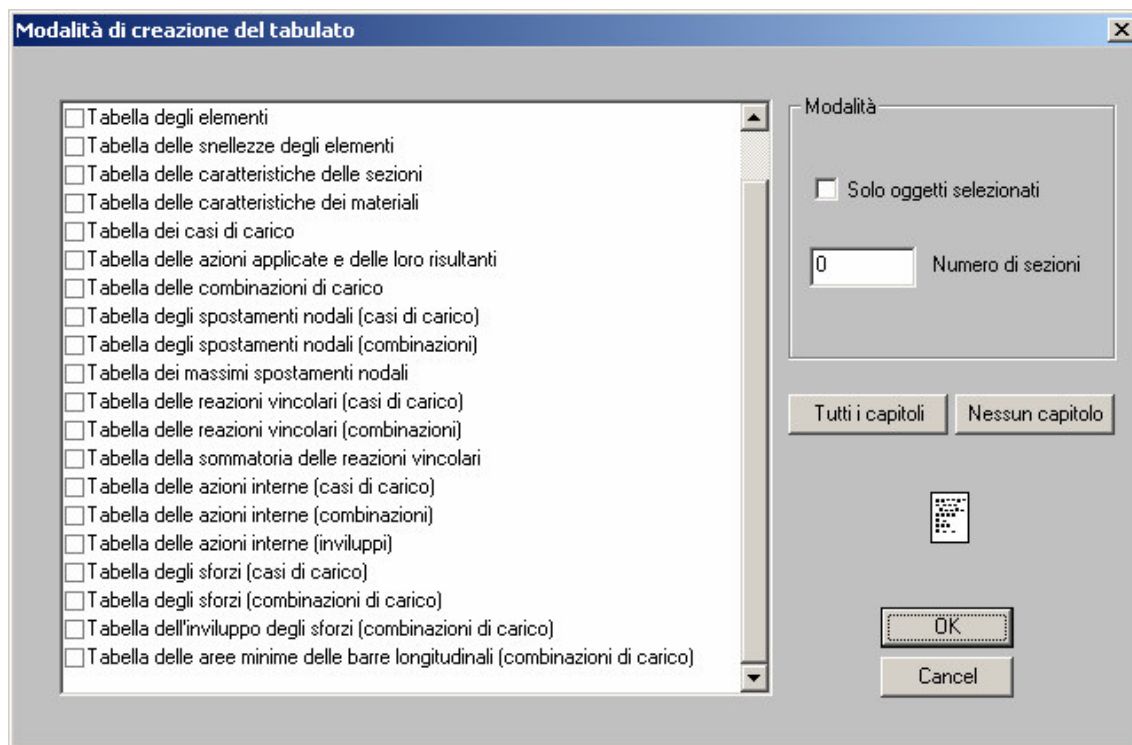 Modalità di creazione del tabulato
Tabella degli elementi
Tabella delle snellezze degli elementi
Tabella delle caratteristiche delle sezioni
Tabella delle caratteristiche dei materiali
Tabella dei casi di carico
Tabella delle azioni applicate e delle loro risultanti
Tabella delle combinazioni di carico
Tabella degli spostamenti nodali (casi di carico)
Tabella degli spostamenti nodali (combinazioni)
Tabella dei massimi spostamenti nodali
Tabella delle reazioni vincolari (casi di carico)
Tabella delle reazioni vincolari (combinazioni)
Tabella della sommatoria delle reazioni vincolari
Tabella delle azioni interne (casi di carico)
Tabella delle azioni interne (combinazioni)
Tabella delle azioni interne (inviluppi)
Tabella degli sforzi (casi di carico)
Tabella degli sforzi (combinazioni di carico)
Tabella dell'inviluppo degli sforzi (combinazioni di carico)
Tabella delle aree minime delle barre longitudinali (combinazioni di carico)
Modalità
Solo oggetti selezionati
0 Numero di sezioni
Tutti i capitoli Nessun capitolo
OK
Cancel